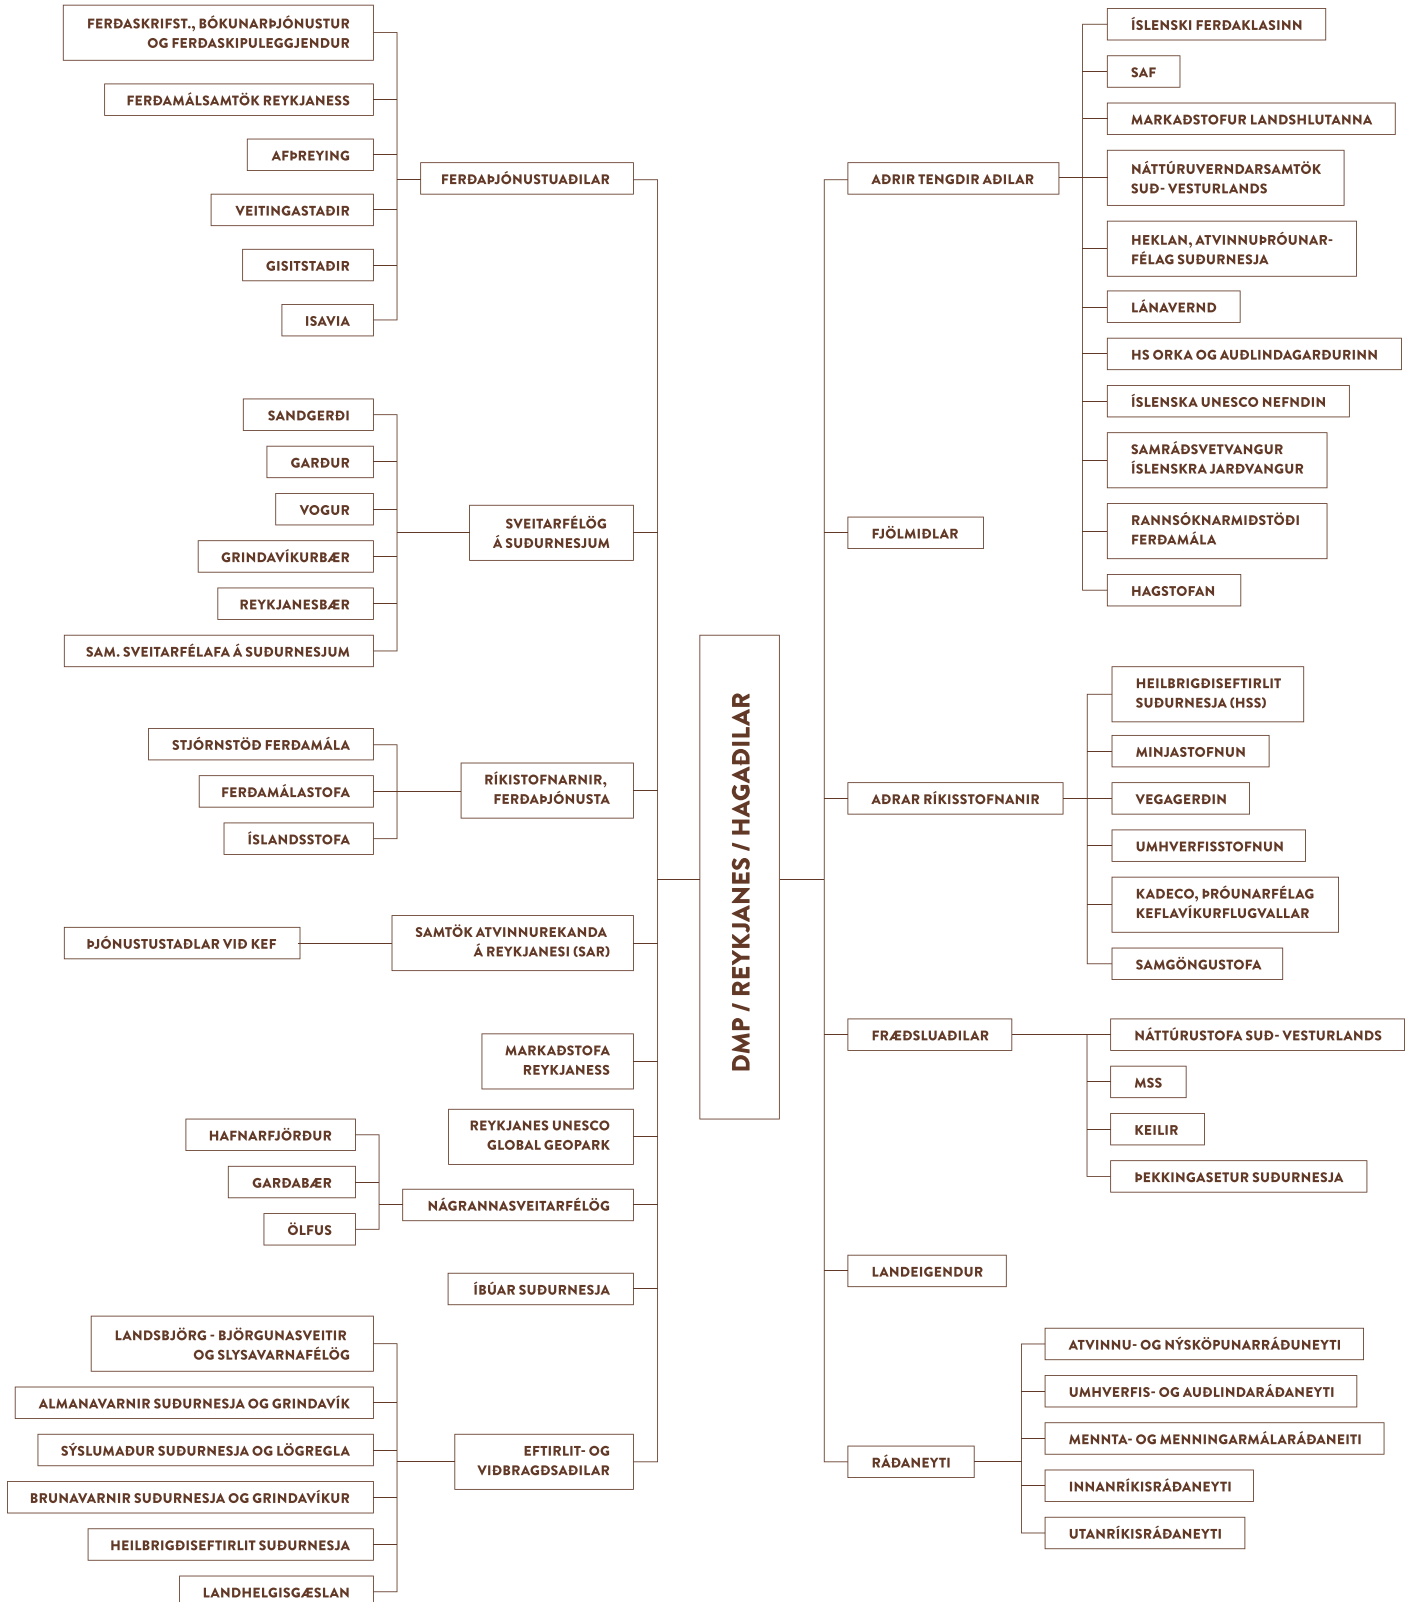 FERÐASKRIFST., BÓKUNARÞJÓNUSTUR
OG FERÐASKIPULEGGJENDUR
FERÐAMÁLSAMTÖK REYKJANESS
AFÞREYING
VEITINGASTAÐIR
GISITSTAÐIR
ISAVIA
FERÐAÞJÓNUSTUAÐILAR
SANDGERÐI
GARÐUR
VOGUR
GRINDAVÍKURBÆR
REYKJANESBÆR
SAM. SVEITARFÉLAFA Á SUÐURNESJUM
SVEITARFÉLÖG
Á SUÐURNESJUM
STJÓRNSTÖÐ FERÐAMÁLA
FERÐAMÁLASTOFA
ÍSLANDSSTOFA
RÍKISTOFNARNIR,
FERÐAÞJÓNUSTA
ÞJÓNUSTUSTAÐLAR VIÐ KEF
SAMTÖK ATVINNUREKANDA
Á REYKJANESI (SAR)
MARKAÐSTOFA
REYKJANESS
REYKJANES UNESCO
GLOBAL GEOPARK
HAFNARFJÖRÐUR
GARÐABÆR
ÖLFUS
NÁGRANNASVEITARFÉLÖG
ÍBÚAR SUÐURNESJA
LANDSBJÖRG - BJÖRGUNASVEITIR
OG SLYSAVARNAFÉLÖG
ALMANAVARNIR SUÐURNESJA OG GRINDAVÍK
SÝSLUMAÐUR SUÐURNESJA OG LÖGREGLA
BRUNAVARNIR SUÐURNESJA OG GRINDAVÍKUR
HEILBRIGÐISEFTIRLIT SUÐURNESJA
LANDHELGISGÆSLAN
EFTIRLIT- OG
VIÐBRAGÐSAÐILAR
DMP / REYKJANES / HAGAÐILAR
AÐRIR TENGDIR AÐILAR
ÍSLENSKI FERÐAKLASINN
SAF
MARKAÐSTOFUR LANDSHLUTANNA
NÁTTÚRUVERNDARSAMTÖK
SUÐ- VESTURLANDS
HEKLAN, ATVINNUÞRÓUNAR-
FÉLAG SUÐURNESJA
LÁNAVERND
HS ORKA OG AUÐLINDAGARÐURINN
ÍSLENSKA UNESCO NEFNDIN
SAMRÁÐSVETVANGUR
ÍSLENSKRA JARÐVANGUR
RANNSÓKNARMIÐSTÖÐI
FERÐAMÁLA
HAGSTOFAN
FJÖLMIÐLAR
AÐRAR RÍKISSTOFNANIR
HEILBRIGÐISEFTIRLIT
SUÐURNESJA (HSS)
MINJASTOFNUN
VEGAGERÐIN
UMHVERFISSTOFNUN
KADECO, ÞRÓUNARFÉLAG
KEFLAVÍKURFLUGVALLAR
SAMGÖNGUSTOFA
FRÆÐSLUAÐILAR
NÁTTÚRUSTOFA SUÐ- VESTURLANDS
MSS
KEILIR
ÞEKKINGASETUR SUÐURNESJA
LANDEIGENDUR
RÁÐANEYTI
ATVINNU- OG NÝSKÖPUNARRÁÐUNEYTI
UMHVERFIS- OG AUÐLINDARÁÐANEYTI
MENNTA- OG MENNINGARMÁLARÁÐANEITI
INNANRÍKISRÁÐANEYTI
UTANRÍKISRÁÐANEYTI